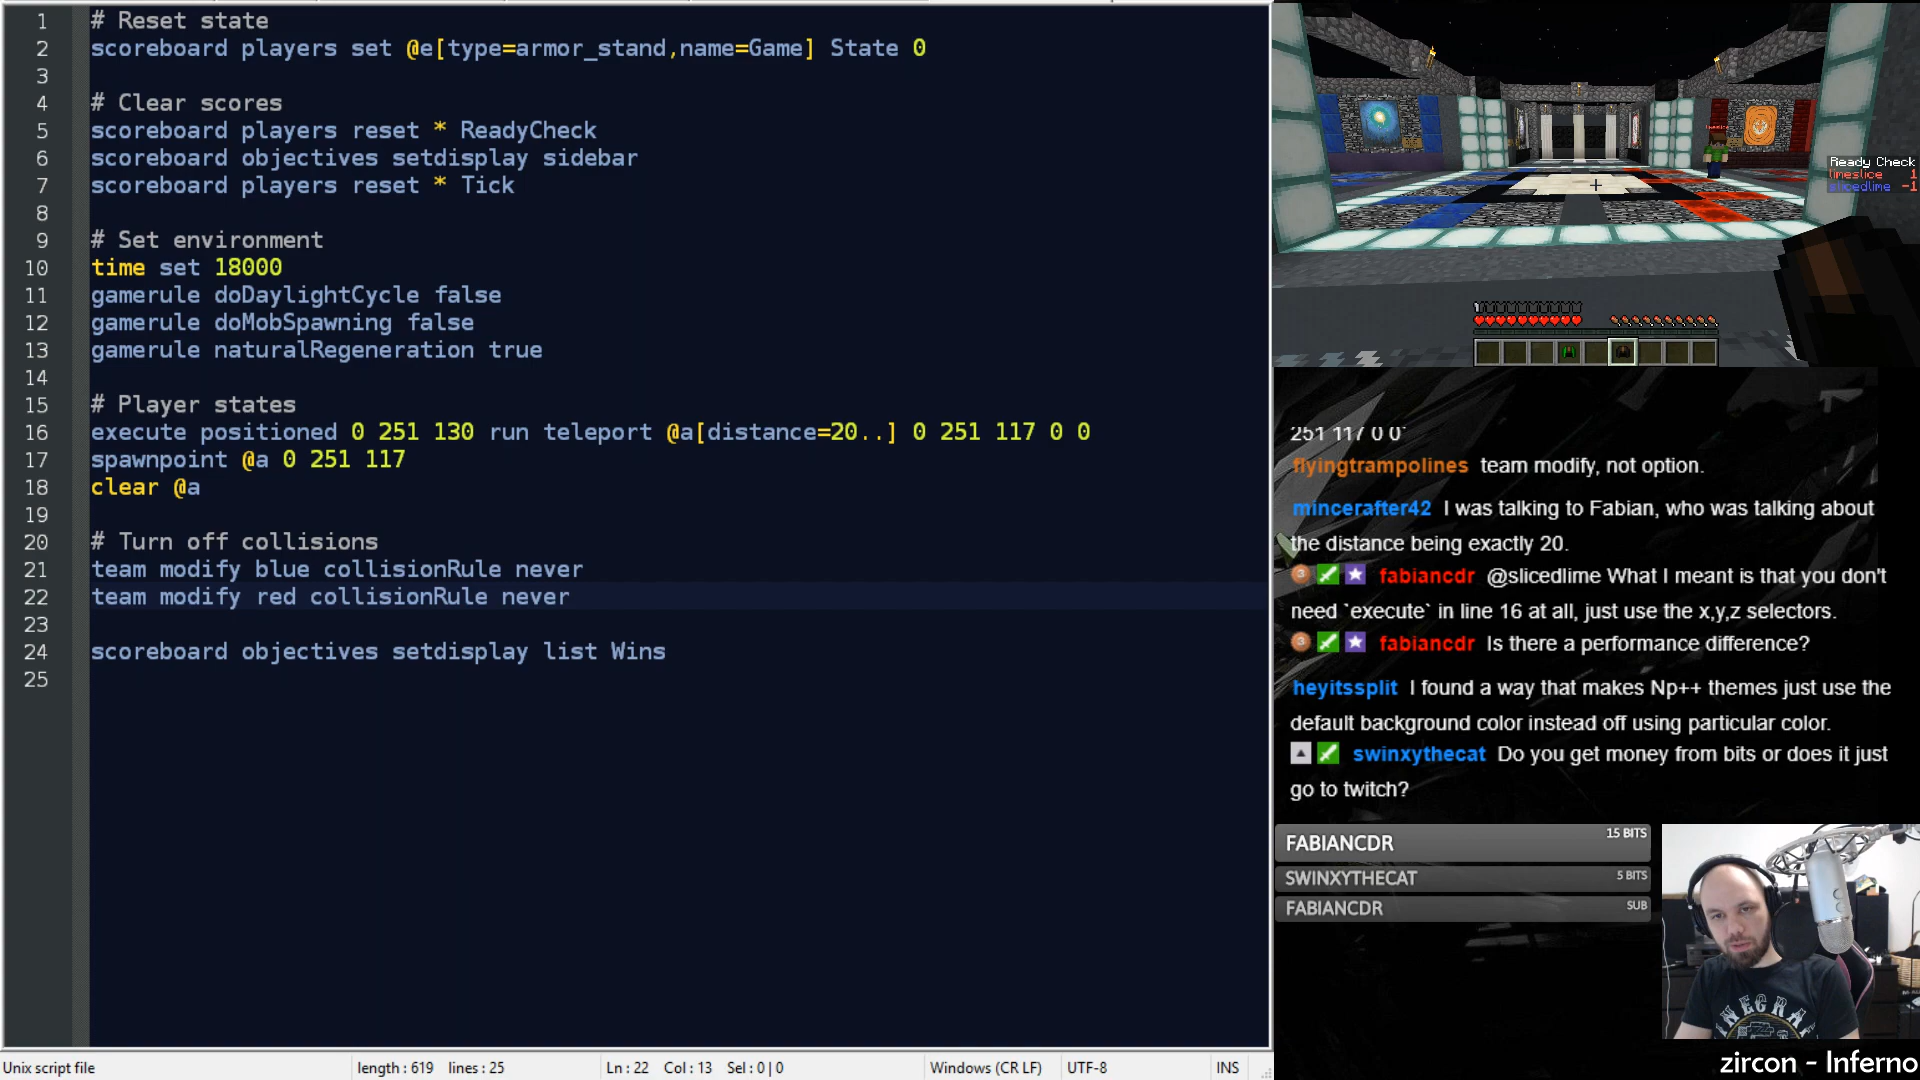 1 # Reset state
2 scoreboard players set @e[type=armor_stand,name=Game] State 0
3
4 # Clear scores
5 scoreboard players reset * ReadyCheck
6 scoreboard objectives setdisplay sidebar
7 scoreboard players reset * Tick
8
9 # Set environment
10 time set 18000
11 gamerule doDaylightCycle false
12 gamerule doMobSpawning false
13 gamerule naturalRegeneration true
14
15 # Player states
16 execute positioned 0 251 130 run teleport @a[distance=20..] 0 251 117 0 0
17 spawnpoint @a 0 251 117
18 clear @a
19
20 # Turn off collisions
21 team modify blue collisionRule never
22 team modify red collisionRule never
23
24 scoreboard objectives setdisplay list Wins
25
Unix script file
length : 619 lines : 25
Ln : 22 Col : 13 Sel : 0 | 0
Windows (CR LF)
UTF-8
INS
Ready Check
limeslice 1
slicedlime -1
251 117 0 0`
flyingtrampolines team modify, not option.
mincerafter42 I was talking to Fabian, who was talking about
the distance being exactly 20.
fabiancdr @slicedlime What I meant is that you don't
need `execute` in line 16 at all, just use the x,y,z selectors.
fabiancdr Is there a performance difference?
heyitssplit I found a way that makes Np++ themes just use the
default background color instead off using particular color.
swinxythecat Do you get money from bits or does it just
go to twitch?
FABIANCDR 15 BITS
SWINXYTHECAT 5 BITS
FABIANCDR SUB
zircon - Inferno